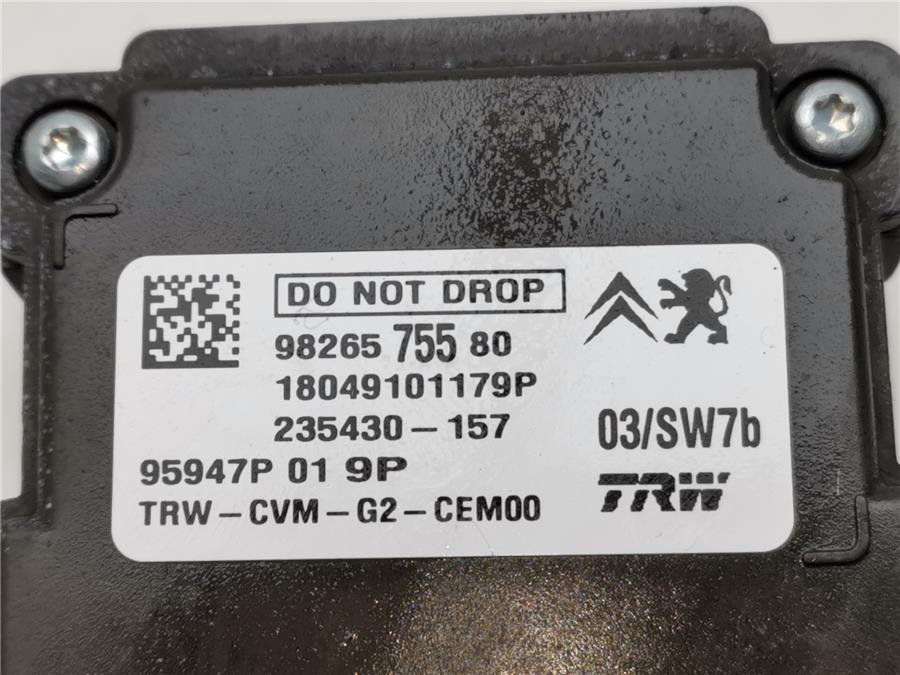 DO NOT DROP
98265 755 80
18049101179P
235430-157
03/SW7b
95947P 01 9P
TRW
TRW-CVM-G2-CEM00